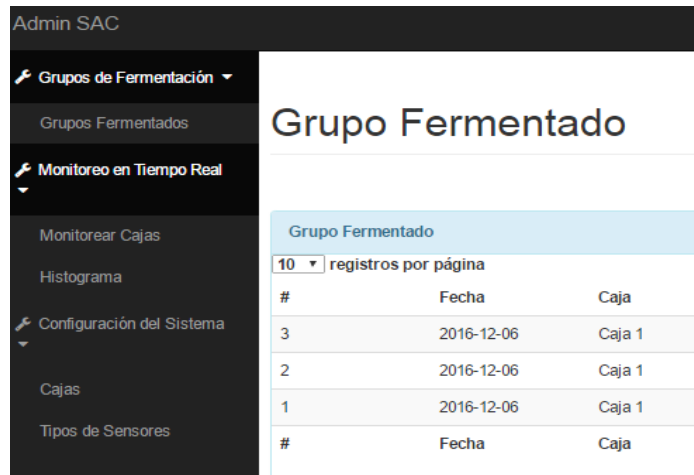 Admin SAC
Grupos de Fermentación
Grupos Fermentados
Monitoreo en Tiempo Real
Monitorear Cajas
Histograma
Configuración del Sistema
Cajas
Tipos de Sensores
Grupo Fermentado
Grupo Fermentado
10 registros por página
# Fecha Caja
3 2016-12-06 Caja 1
2 2016-12-06 Caja 1
1 2016-12-06 Caja 1
# Fecha Caja